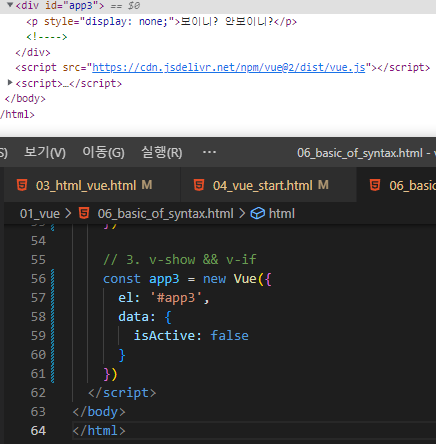 ▼<div id="app3"> == $0
<p style="display: none;">보이니? 안보이니?</p>
<!---->
</div>
<script src="https://cdn.jsdelivr.net/npm/vue@2/dist/vue.js"></script>
▶<script>…</script>
</body>
/html>
S) 보기(V) 이동(G) 실행(R) ··· 06_basic_of_syntax.html - v
03_html_vue.html M 04_vue_start.html M 06_bas
01_vue > 06_basic_of_syntax.html > html
53 })
54
55 // 3. v-show && v-if
56 const app3 = new Vue({
57 el: '#app3',
58 data: {
59 isActive: false
60 }
61 })
62 </script>
63 </body>
64 </html>